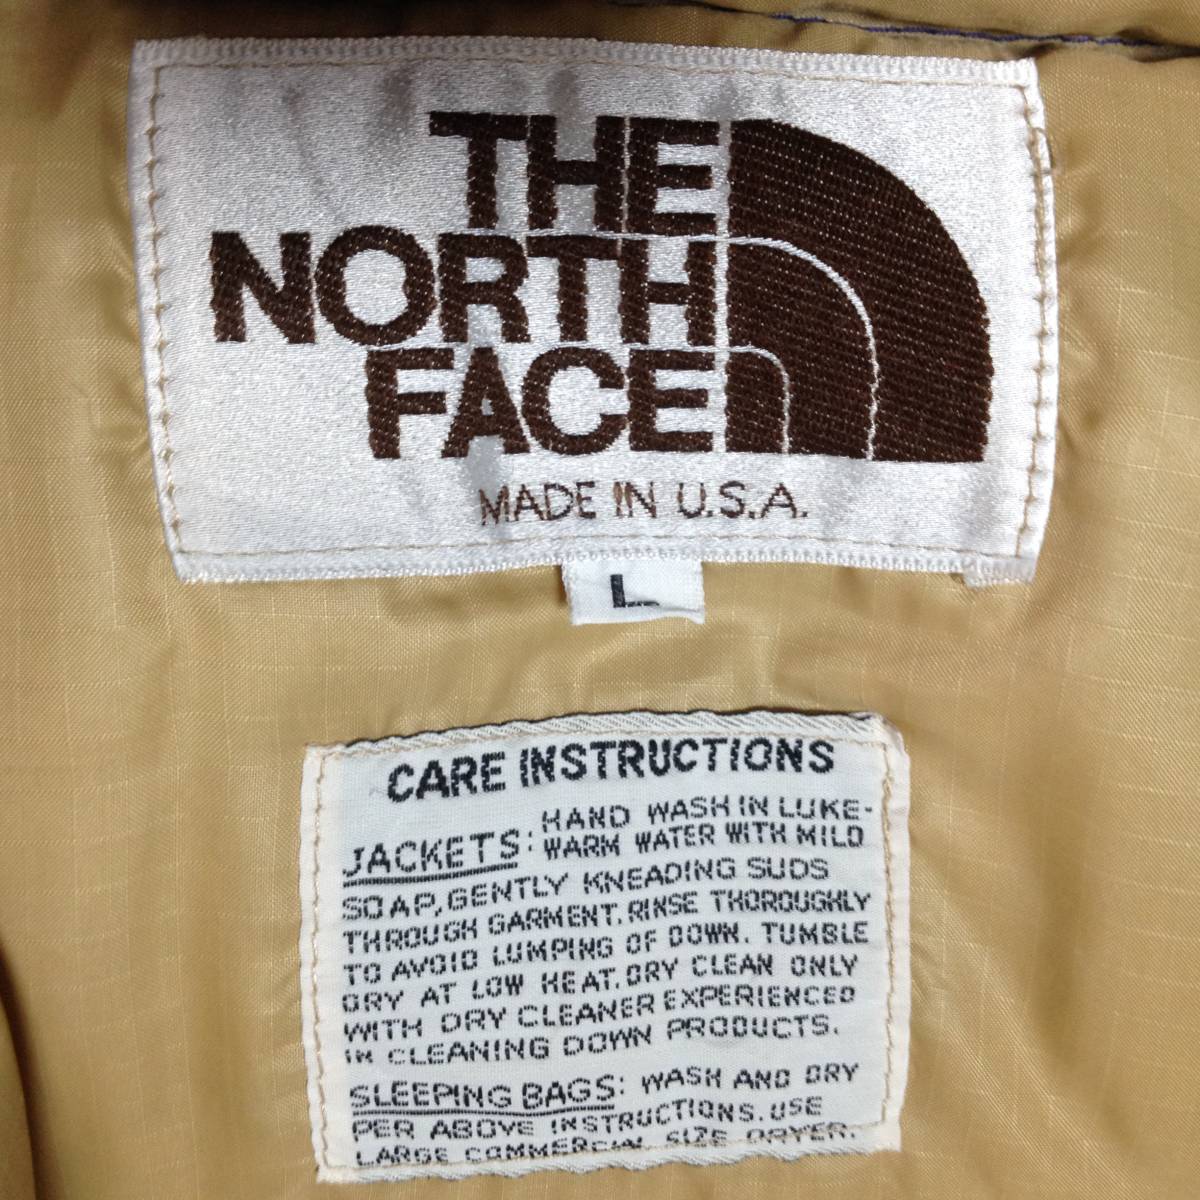 THE
NORTH
FACE
MADE IN U.S.A.
L
CARE INSTRUCTIONS
JACKETS: HAND WASH IN LUKE-
WARM WATER WITH MILD
SOAP, GENTLY KNEADING SUDS
THROUGH GARMENT. RINSE THOROUGHLY
TO AVOID LUMPING OF DOWN. TUMBLE
DRY AT LOW HEAT. DRY CLEAN ONLY
WITH DRY CLEANER EXPERIENCED
IN CLEANING DOWN PRODUCTS.
SLEEPING BAGS: WASH AND DRY
PER ABOVE INSTRUCTIONS. USE
LARGE COMMERCIAL SIZE DRYER.